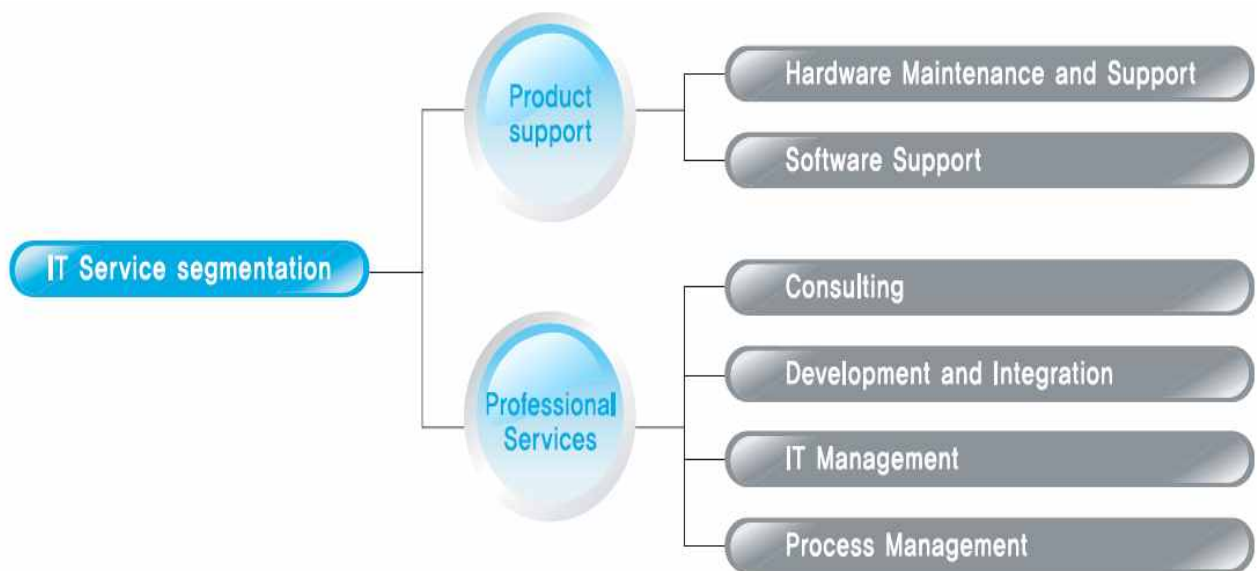 IT Service segmentation
Product
support
Hardware Maintenance and Support
Software Support
Professional
Services
Consulting
Development and Integration
IT Management
Process Management